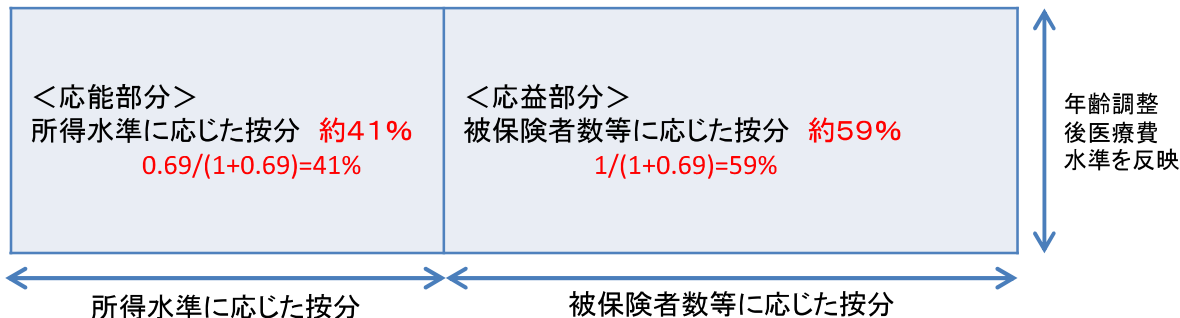 ＜応能部分＞
所得水準に応じた按分　約４１％
0.69/(1+0.69)=41%
＜応益部分＞
被保険者数等に応じた按分　約５９％
1/(1+0.69)=59%
年齢調整
後医療費
水準を反映
所得水準に応じた按分
被保険者数等に応じた按分